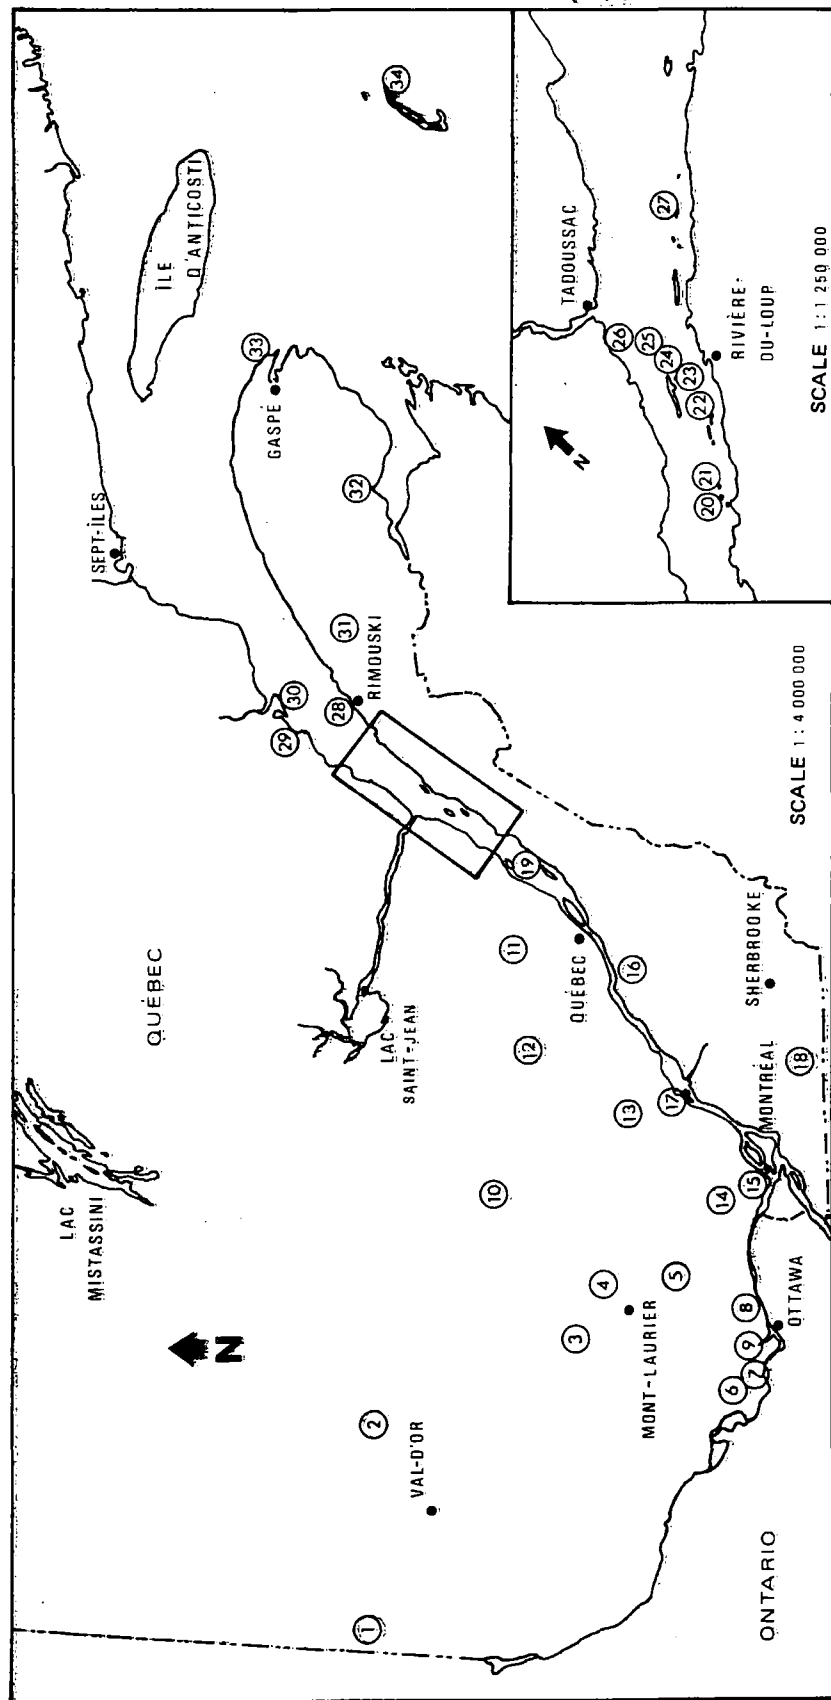 LAC
MISTASSINI
QUÉBEC
SEPT-ÎLES
ÎLE
D'ANTICOSTI
N
1
2
VAL-D'OR
LAC
SAINT-JEAN
29
30
28
RIMOUSKI
31
32
GASPÉ
33
34
3
4
MONT-LAURIER
5
10
12
11
13
QUÉBEC
19
16
17
14
15
MONTRÉAL
SHERBROOKE
18
6
7
9
8
OTTAWA
ONTARIO
SCALE 1:4 000 000
N
TADOUSSAC
26
25
24
23
22
21
20
27
RIVIÈRE-
DU-LOUP
SCALE 1:1 250 000